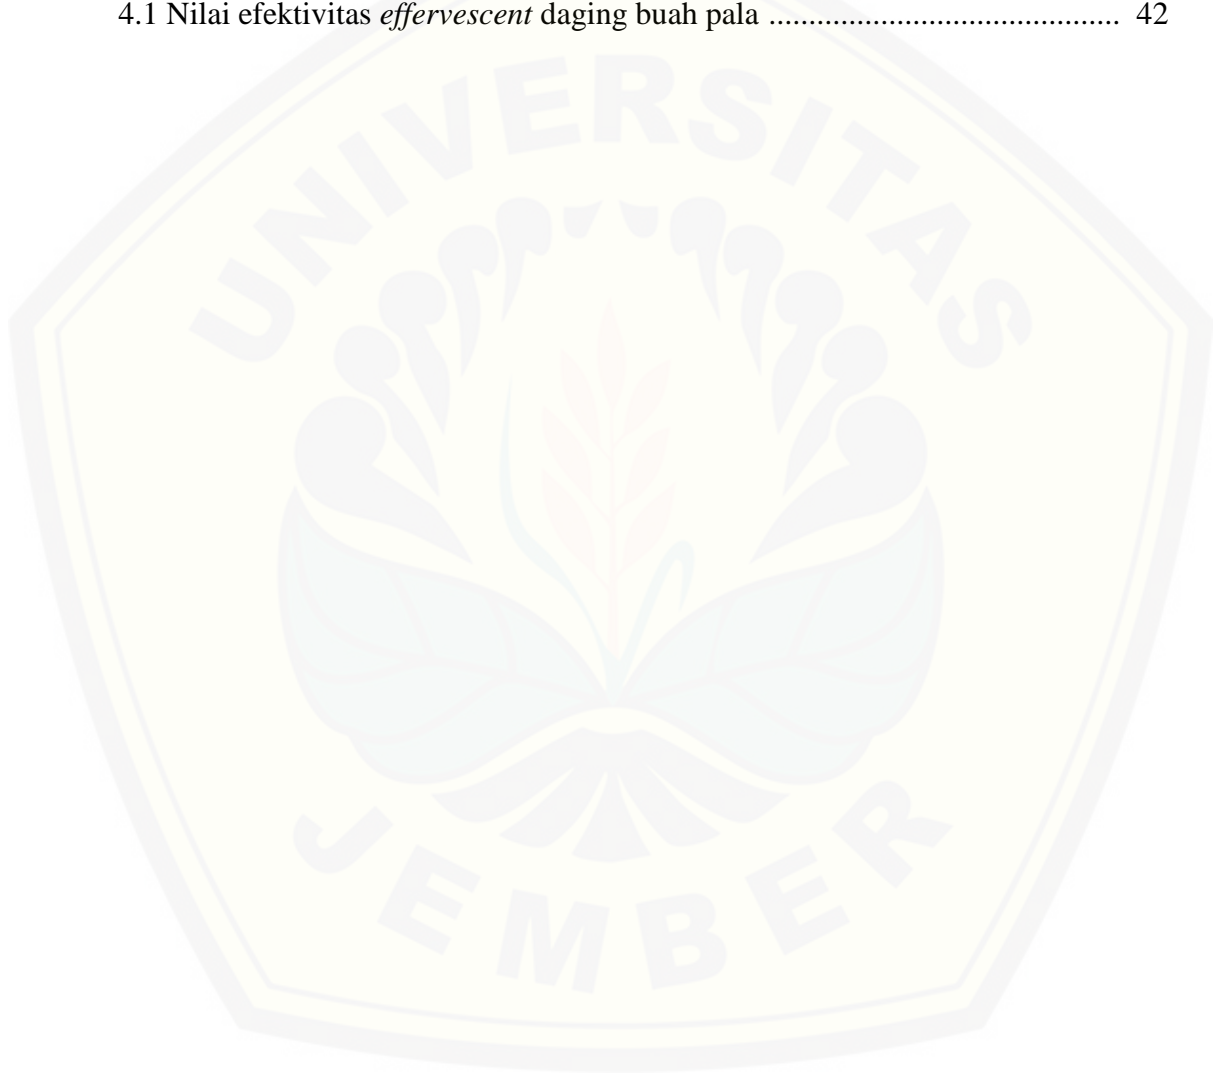 4.1 Nilai efektivitas effervescent daging buah pala ............................................ 42
UNIVERSITAS
JEMBER